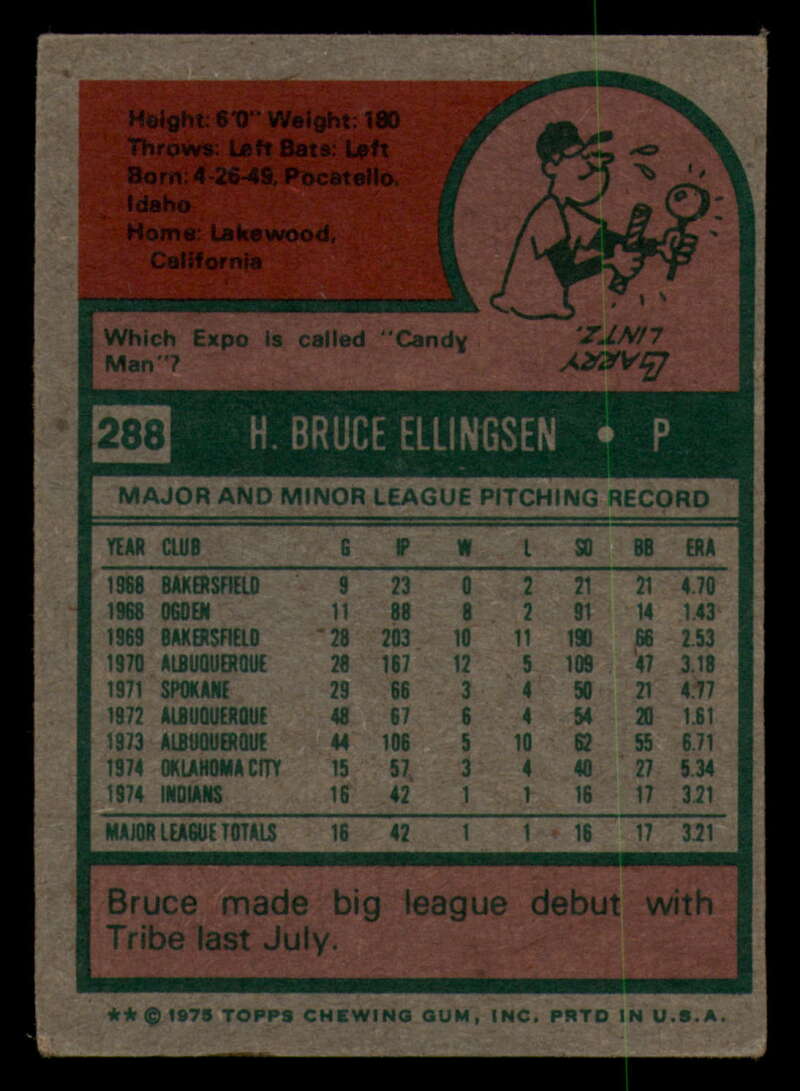 Height: 6'0" Weight: 180
Throws: Left Bats: Left
Born: 4-26-49, Pocatello,
Idaho
Home: Lakewood,
California
Which Expo is called "Candy
Man"?
LARRY
LINTZ.
288 H. BRUCE ELLINGSEN • P
MAJOR AND MINOR LEAGUE PITCHING RECORD
YEAR CLUB G IP W L SO BB ERA
1968 BAKERSFIELD 9 23 0 2 21 21 4.70
1968 OGDEN 11 88 8 2 91 14 1.43
1969 BAKERSFIELD 28 203 10 11 190 66 2.53
1970 ALBUQUERQUE 28 167 12 5 109 47 3.18
1971 SPOKANE 29 66 3 4 50 21 4.77
1972 ALBUQUERQUE 48 67 6 4 54 20 1.61
1973 ALBUQUERQUE 44 106 5 10 62 55 6.71
1974 OKLAHOMA CITY 15 57 3 4 40 27 5.34
1974 INDIANS 16 42 1 1 16 17 3.21
MAJOR LEAGUE TOTALS 16 42 1 1 16 17 3.21
Bruce made big league debut with
Tribe last July.
** © 1975 TOPPS CHEWING GUM, INC. PRTD IN U.S.A.